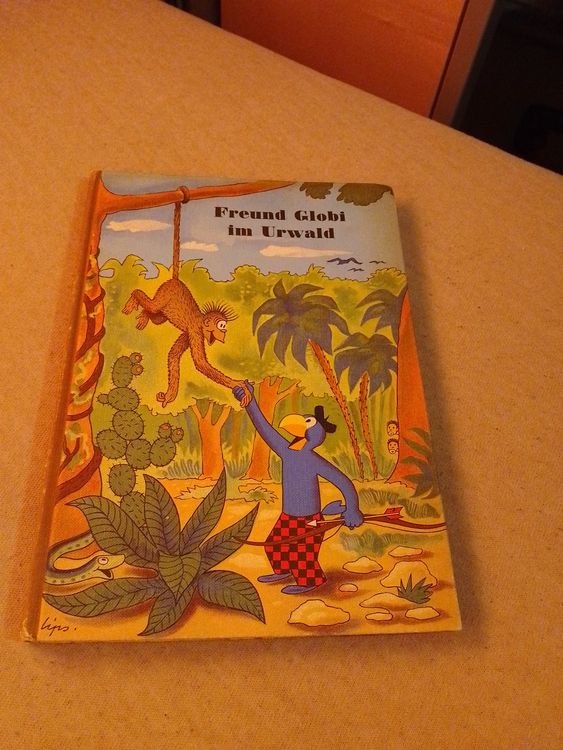 Freund Globi
im Urwald
Lips.